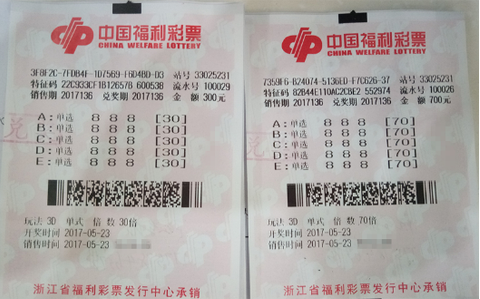 中国福利彩票
CHINA WELFARE LOTTERY
3F8F2C-7FDB4F-1D7569-F6D4BD-03 站号 33025231
特征码 22C933CF1B12657B 600538 流水号 100029
销售期 2017136 兑奖期 2017136 金 额 300元
A:单选 8 8 8 [30]
B:单选 8 8 8 [30]
C:单选 8 8 8 [30]
D:单选 8 8 8 [30]
E:单选 8 8 8 [30]
玩法 3D 单式 倍 数 30倍
开奖时间 2017-05-23
销售时间 2017-05-23
浙江省福利彩票发行中心承销
中国福利彩票
CHINA WELFARE LOTTERY
7359F6-B24074-5136ED-F7C626-37 站号 33025231
特征码 82B44E110AC2C8E2 552974 流水号 100026
销售期 2017136 兑奖期 2017136 金 额 700元
A:单选 8 8 8 [70]
B:单选 8 8 8 [70]
C:单选 8 8 8 [70]
D:单选 8 8 8 [70]
E:单选 8 8 8 [70]
玩法 3D 单式 倍 数 70倍
开奖时间 2017-05-23
销售时间 2017-05-23
浙江省福利彩票发行中心承销